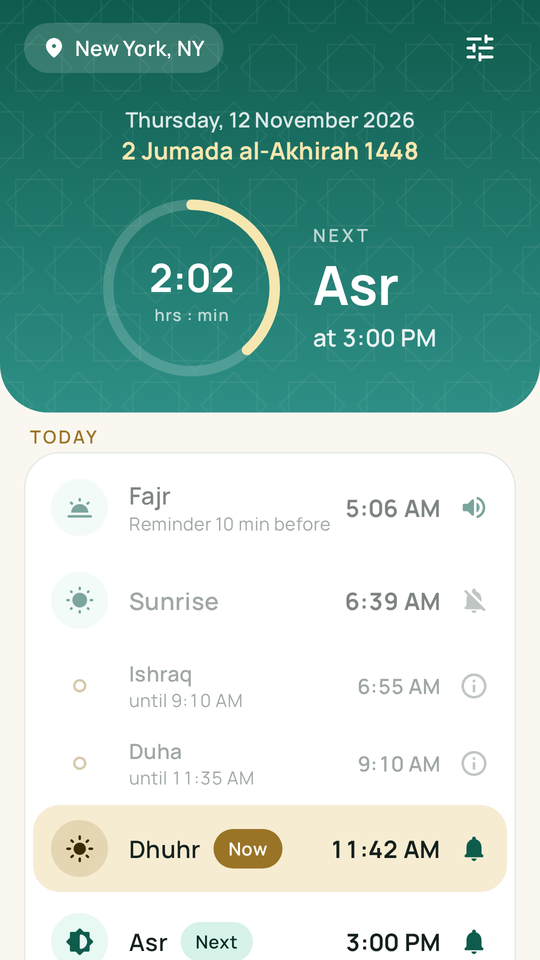 New York, NY
Thursday, 12 November 2026
2 Jumada al-Akhirah 1448
2:02
hrs : min
NEXT
Asr
at 3:00 PM
TODAY
Fajr
Reminder 10 min before
5:06 AM
Sunrise
6:39 AM
Ishraq
until 9:10 AM
6:55 AM
Duha
until 11:35 AM
9:10 AM
Dhuhr Now 11:42 AM
Asr Next 3:00 PM